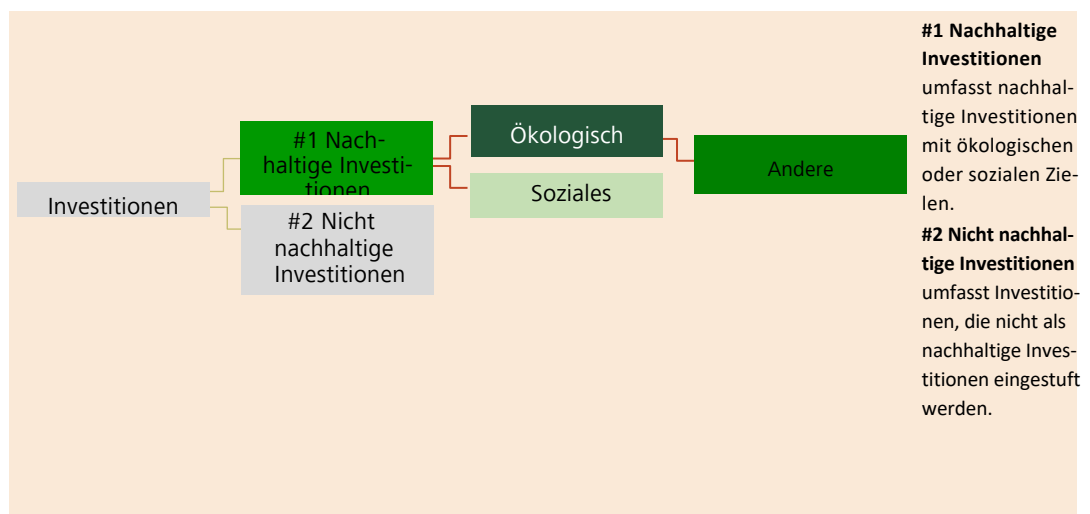 Investitionen
#1 Nach-
haltige Investi-
tionen
#2 Nicht
nachhaltige
Investitionen
Ökologisch
Soziales
Andere
#1 Nachhaltige
Investitionen
umfasst nachhal-
tige Investitionen
mit ökologischen
oder sozialen Zie-
len.
#2 Nicht nachhal-
tige Investitionen
umfasst Investitio-
nen, die nicht als
nachhaltige Inves-
titionen eingestuft
werden.